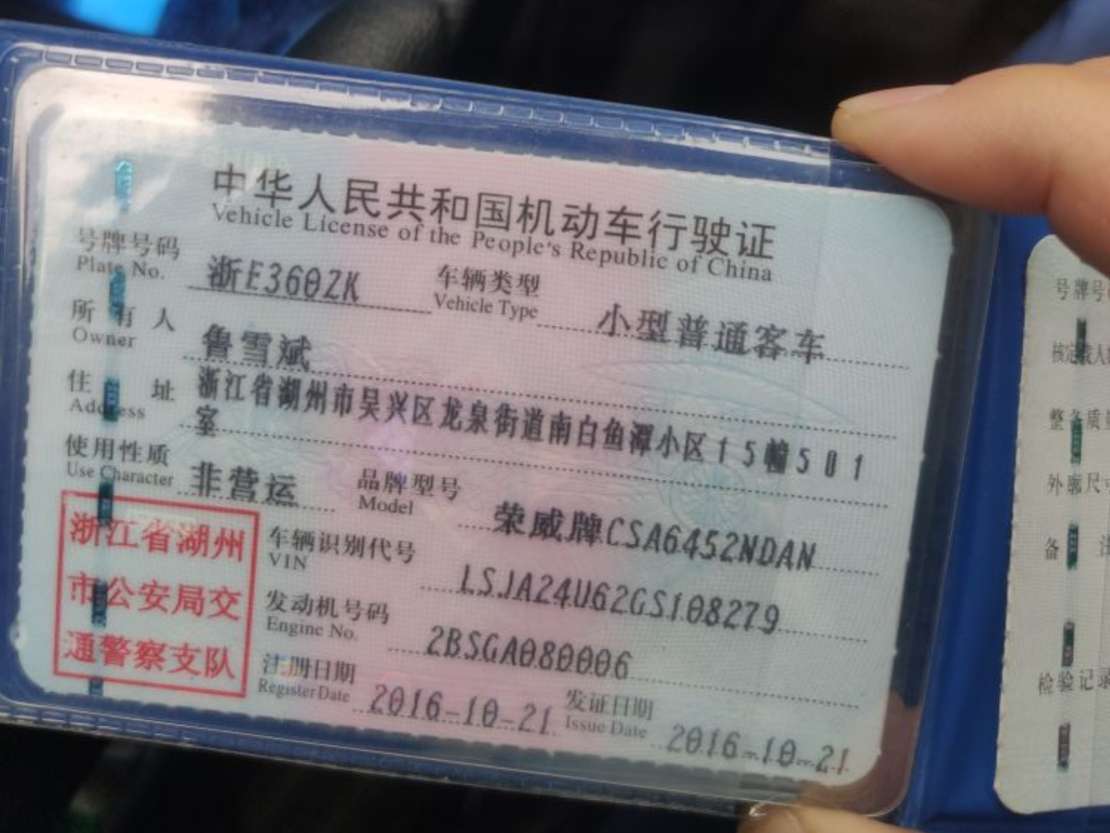 中华人民共和国机动车行驶证
Vehicle License of the People's Republic of China
号牌号码 浙E360ZK 车辆类型 小型普通客车
Plate No. Vehicle Type
所有人 鲁雪斌
Owner
住址 浙江省湖州市吴兴区龙泉街道南白鱼潭小区15幢501
Address 室
使用性质 非营运 品牌型号 荣威牌CSA6452NDAN
Use Character Model
浙江省湖州
市公安局交
通警察支队
车辆识别代号 LSJA24U62GS108279
VIN
发动机号码 2BSGA080006
Engine No.
注册日期 2016-10-21 发证日期 2016-10-21
Register Date Issue Date
号牌号
核定载人
整备质量
外廓尺寸
备 注
检验记录